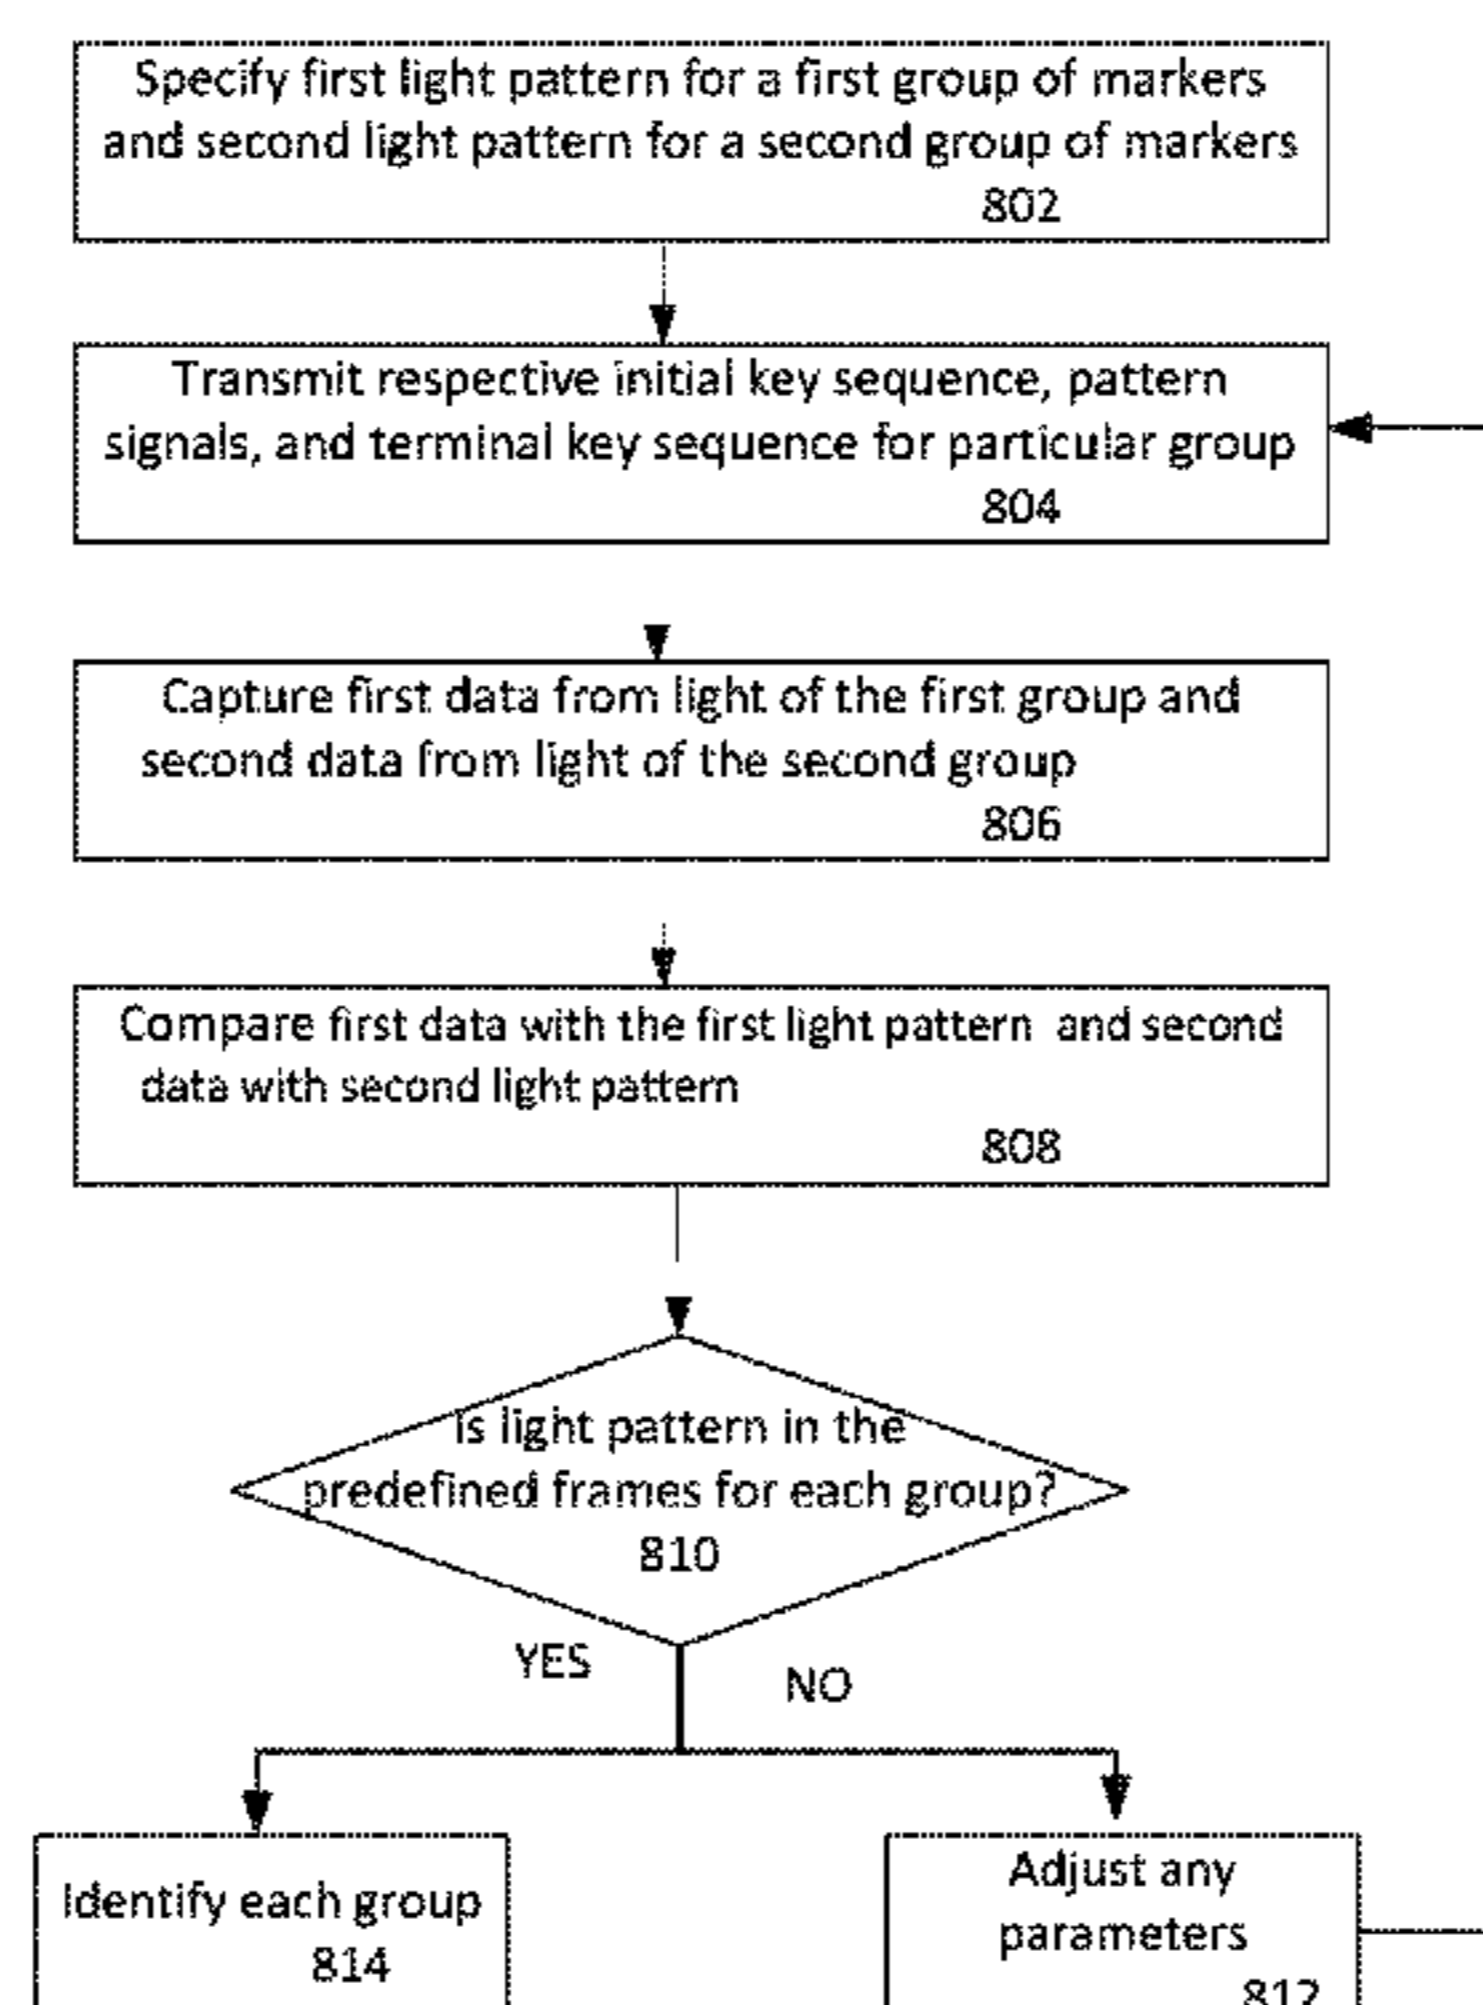 Specify first light pattern for a first group of markers
and second light pattern for a second group of markers
802
Transmit respective initial key sequence, pattern
signals, and terminal key sequence for particular group
804
Capture first data from light of the first group and
second data from light of the second group
806
Compare first data with the first light pattern and second
data with second light pattern
808
Is light pattern in the
predefined frames for each group?
810
YES
NO
Identify each group
814
Adjust any
parameters
812